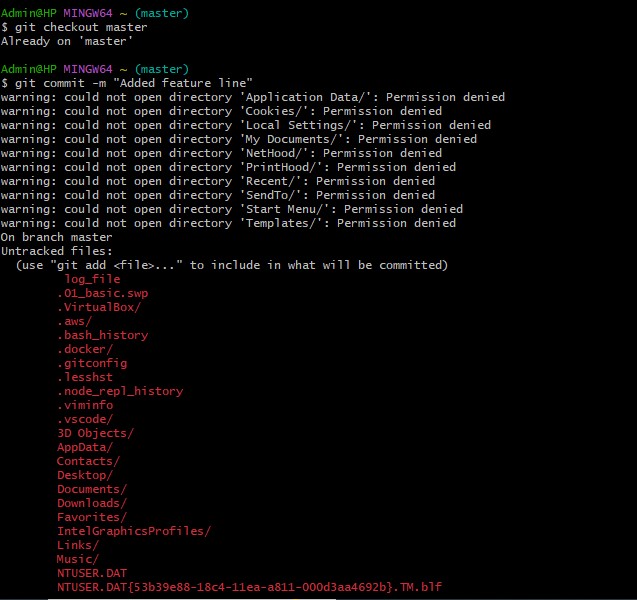 Admin@HP MINGW64 ~ (master)
$ git checkout master
Already on 'master'
Admin@HP MINGW64 ~ (master)
$ git commit -m "Added feature line"
warning: could not open directory 'Application Data/': Permission denied
warning: could not open directory 'Cookies/': Permission denied
warning: could not open directory 'Local Settings/': Permission denied
warning: could not open directory 'My Documents/': Permission denied
warning: could not open directory 'NetHood/': Permission denied
warning: could not open directory 'PrintHood/': Permission denied
warning: could not open directory 'Recent/': Permission denied
warning: could not open directory 'SendTo/': Permission denied
warning: could not open directory 'Start Menu/': Permission denied
warning: could not open directory 'Templates/': Permission denied
On branch master
Untracked files:
(use "git add <file>..." to include in what will be committed)
log_file
.01_basic.swp
.VirtualBox/
.aws/
.bash_history
.docker/
.gitconfig
.lesshst
.node_repl_history
.viminfo
.vscode/
3D Objects/
AppData/
Contacts/
Desktop/
Documents/
Downloads/
Favorites/
IntelGraphicsProfiles/
Links/
Music/
NTUSER.DAT
NTUSER.DAT{53b39e88-18c4-11ea-a811-000d3aa4692b}.TM.blf